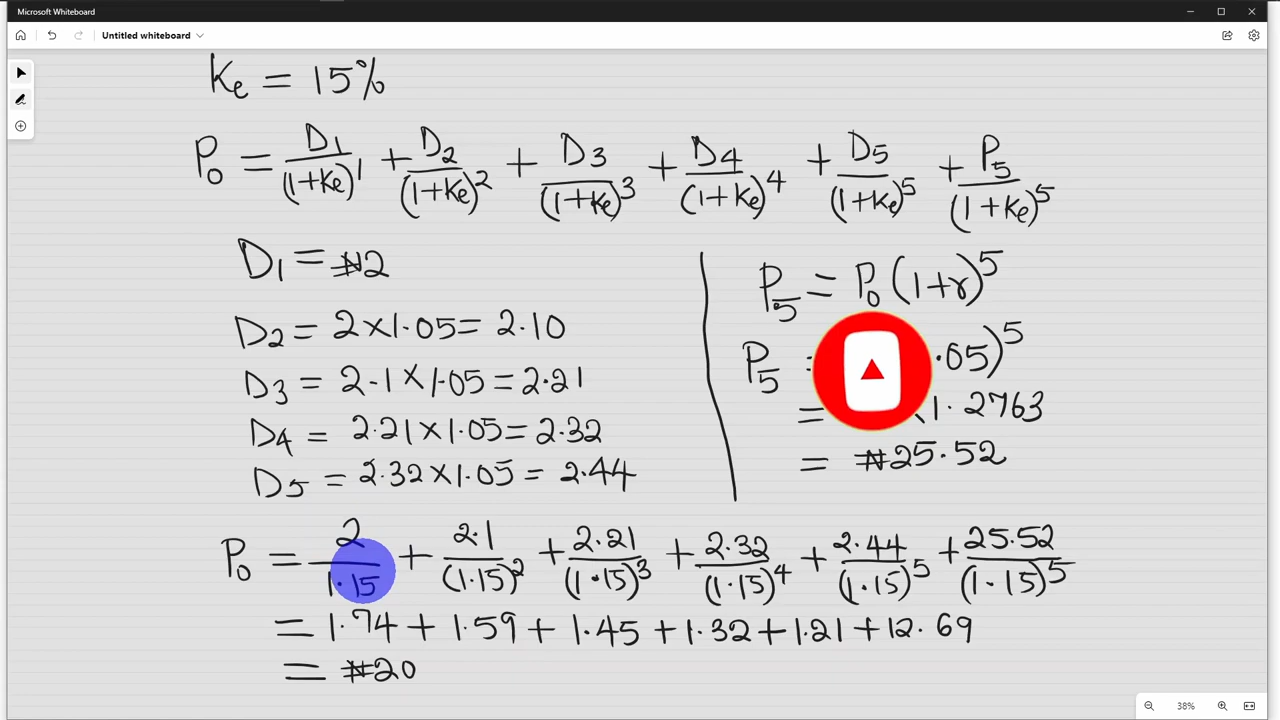 Microsoft Whiteboard
Untitled whiteboard
Ke = 15%
P0 = D1/(1+Ke)^1 + D2/(1+Ke)^2 + D3/(1+Ke)^3 + D4/(1+Ke)^4 + D5/(1+Ke)^5 + P5/(1+Ke)^5
D1 = ₦2
D2 = 2×1.05 = 2.10
D3 = 2.1×1.05 = 2.21
D4 = 2.21×1.05 = 2.32
D5 = 2.32×1.05 = 2.44
P5 = P0(1+r)^5
P5 .05)^5
= 1.2763
= ₦25.52
P0 = 2/1.15 + 2.1/(1.15)^2 + 2.21/(1.15)^3 + 2.32/(1.15)^4 + 2.44/(1.15)^5 + 25.52/(1.15)^5
= 1.74 + 1.59 + 1.45 + 1.32 + 1.21 + 12.69
= ₦20
38%